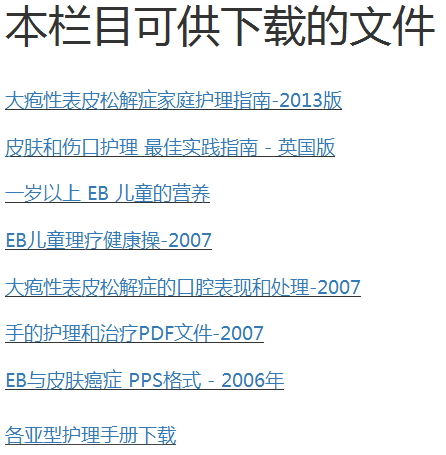 本栏目可供下载的文件
大疱性表皮松解症家庭护理指南-2013版
皮肤和伤口护理 最佳实践指南 - 英国版
一岁以上 EB 儿童的营养
EB儿童理疗健康操-2007
大疱性表皮松解症的口腔表现和处理-2007
手的护理和治疗PDF文件-2007
EB与皮肤癌症 PPS格式 - 2006年
各亚型护理手册下载